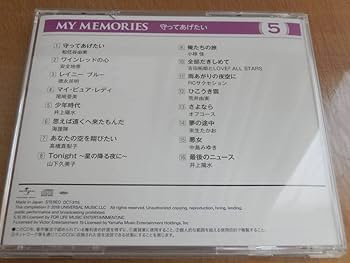 MY MEMORIES 守ってあげたい 5
1 守ってあげたい
松任谷由実
2 ワインレッドの心
安全地帯
3 レイニー ブルー
徳永英明
4 マイ・ピュア・レディ
尾崎亜美
5 少年時代
井上陽水
6 思えば遠くへ来たもんだ
海援隊
7 あなたの空を翔びたい
高橋真梨子
8 Tonight 〜星の降る夜に〜
山下久美子
9 俺たちの旅
小椋 佳
10 全部だきしめて
吉田拓郎とLOVE2 ALL STARS
11 雨あがりの夜空に
RCサクセション
12 ひこうき雲
荒井由実
13 さよなら
オフコース
14 夢の途中
来生たかお
15 悪女
中島みゆき
16 最後のニュース
井上陽水
UNIVERSAL
Made in Japan. STEREO DCT-315